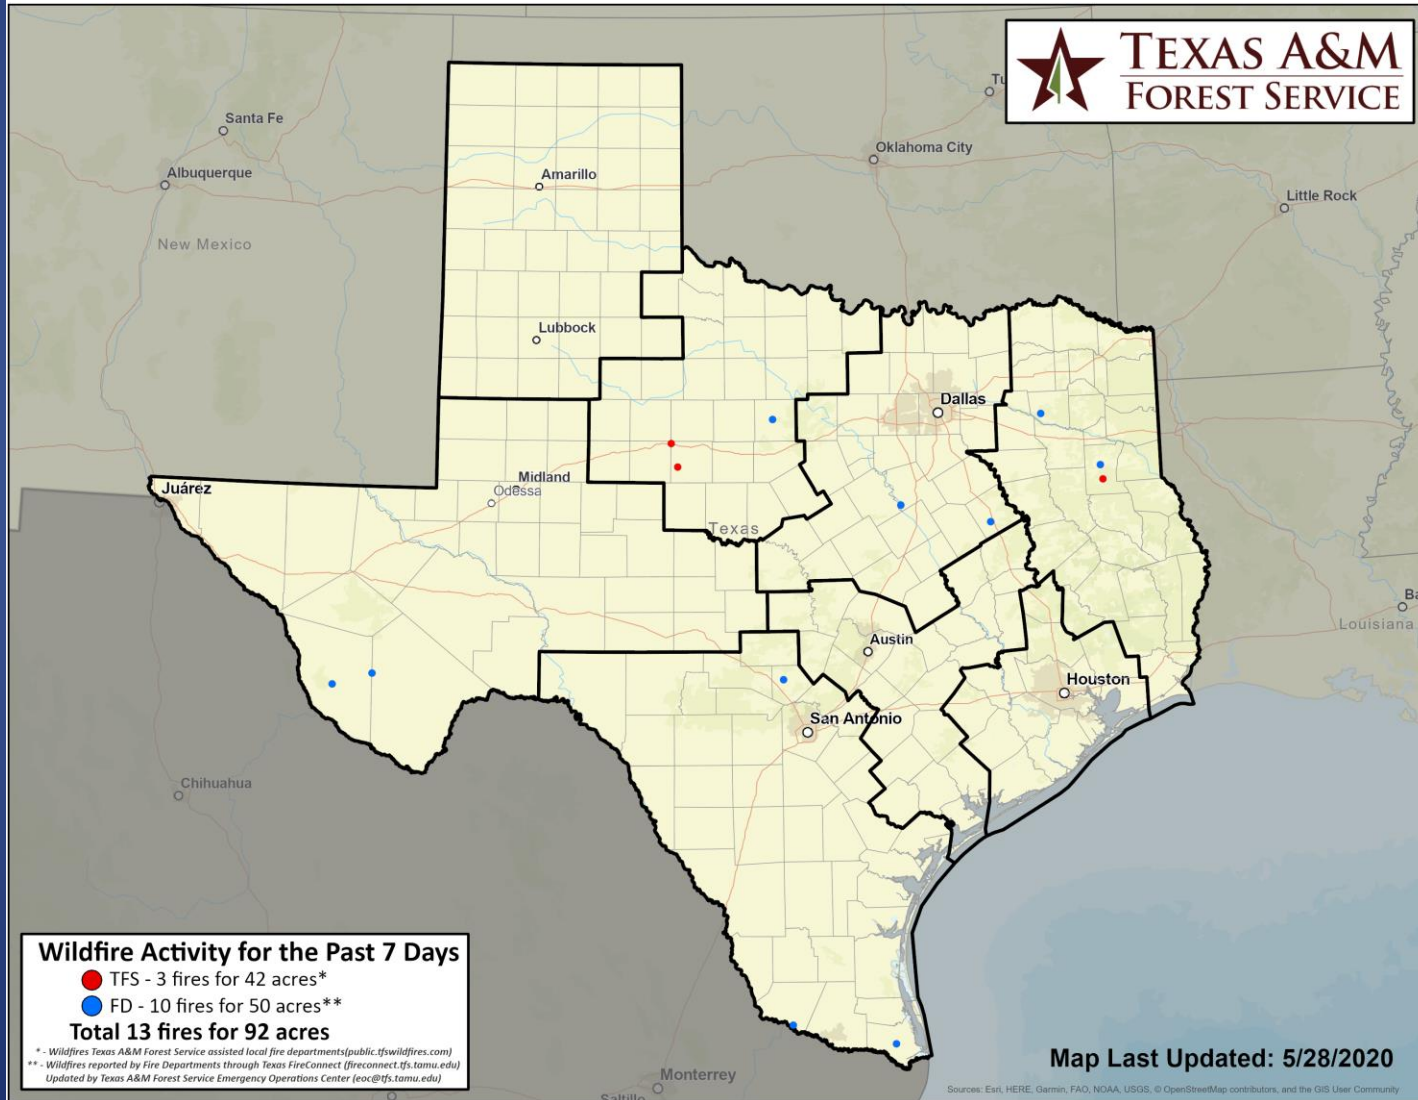 TEXAS A&M
FOREST SERVICE
Tu
Santa Fe
Oklahoma City
Albuquerque
Amarillo
Little Rock
New Mexico
Lubbock
Dallas
Midland
Odessa
Juárez
Texas
Ba
Louisiana
Austin
Houston
San Antonio
Chihuahua
Wildfire Activity for the Past 7 Days
TFS - 3 fires for 42 acres*
FD - 10 fires for 50 acres**
Total 13 fires for 92 acres
* - Wildfires Texas A&M Forest Service assisted local fire departments(public.tfswildfires.com)
** - Wildfires reported by Fire Departments through Texas FireConnect (fireconnect.tfs.tamu.edu)
Updated by Texas A&M Forest Service Emergency Operations Center (eoc@tfs.tamu.edu)
Map Last Updated: 5/28/2020
Monterrey
Saltillo
Sources: Esri, HERE, Garmin, FAO, NOAA, USGS, © OpenStreetMap contributors, and the GIS User Community